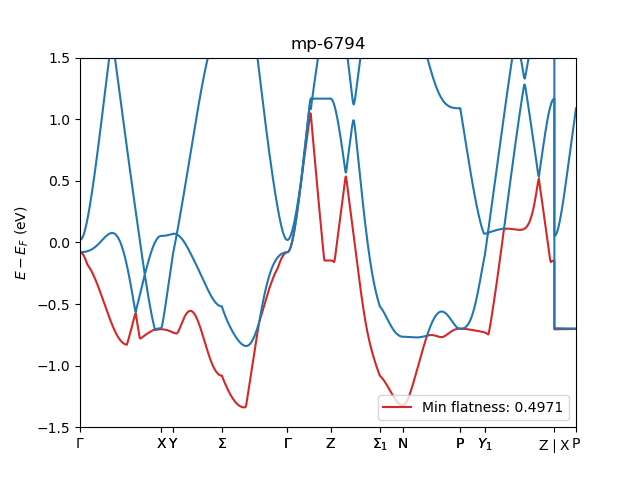 mp-6794
E − E_F (eV)
1.5
1.0
0.5
0.0
−0.5
−1.0
−1.5
Min flatness: 0.4971
Γ X Y Σ Γ Z Σ₁ N P Y₁ Z | X P